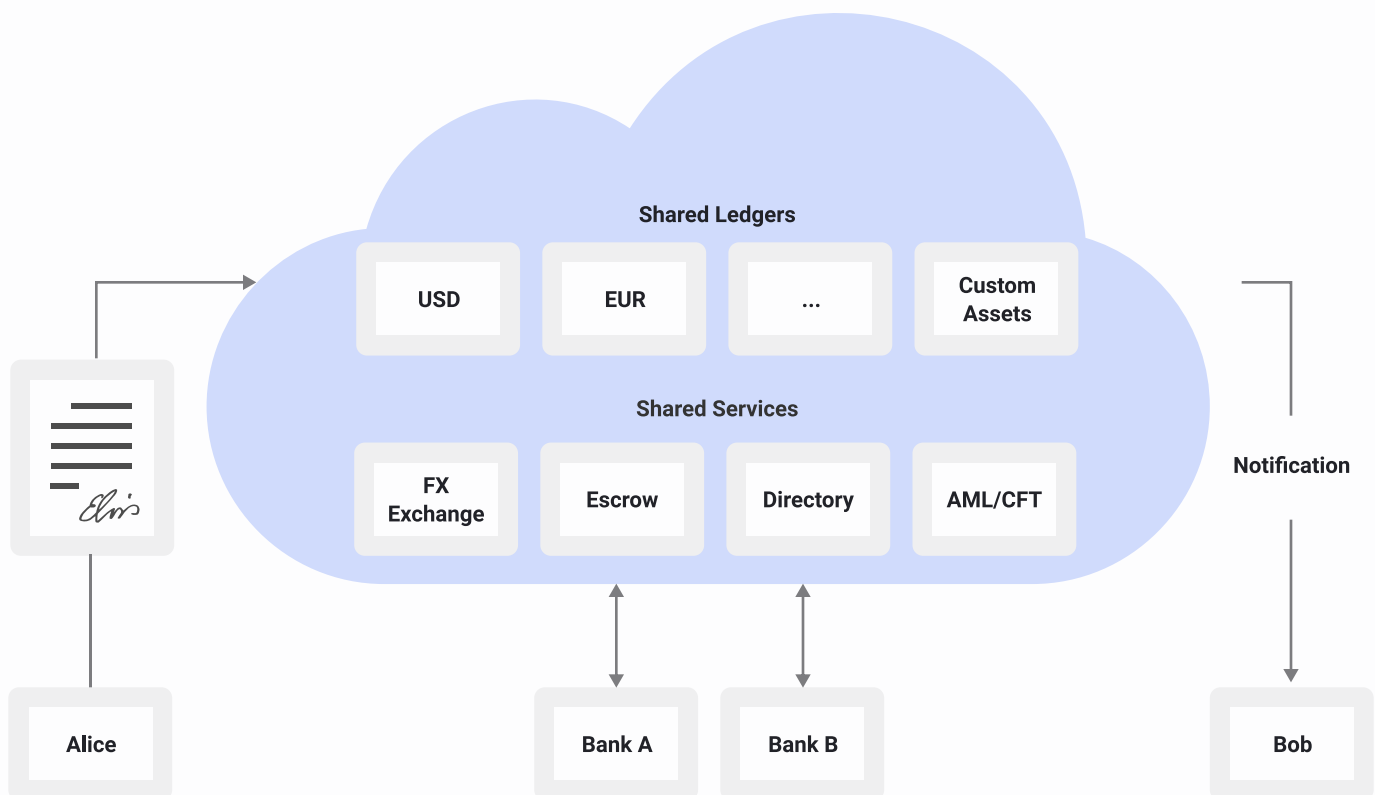 Shared Ledgers
USD
EUR
...
Custom
Assets
Shared Services
FX
Exchange
Escrow
Directory
AML/CFT
Elvis
Notification
Alice
Bank A
Bank B
Bob